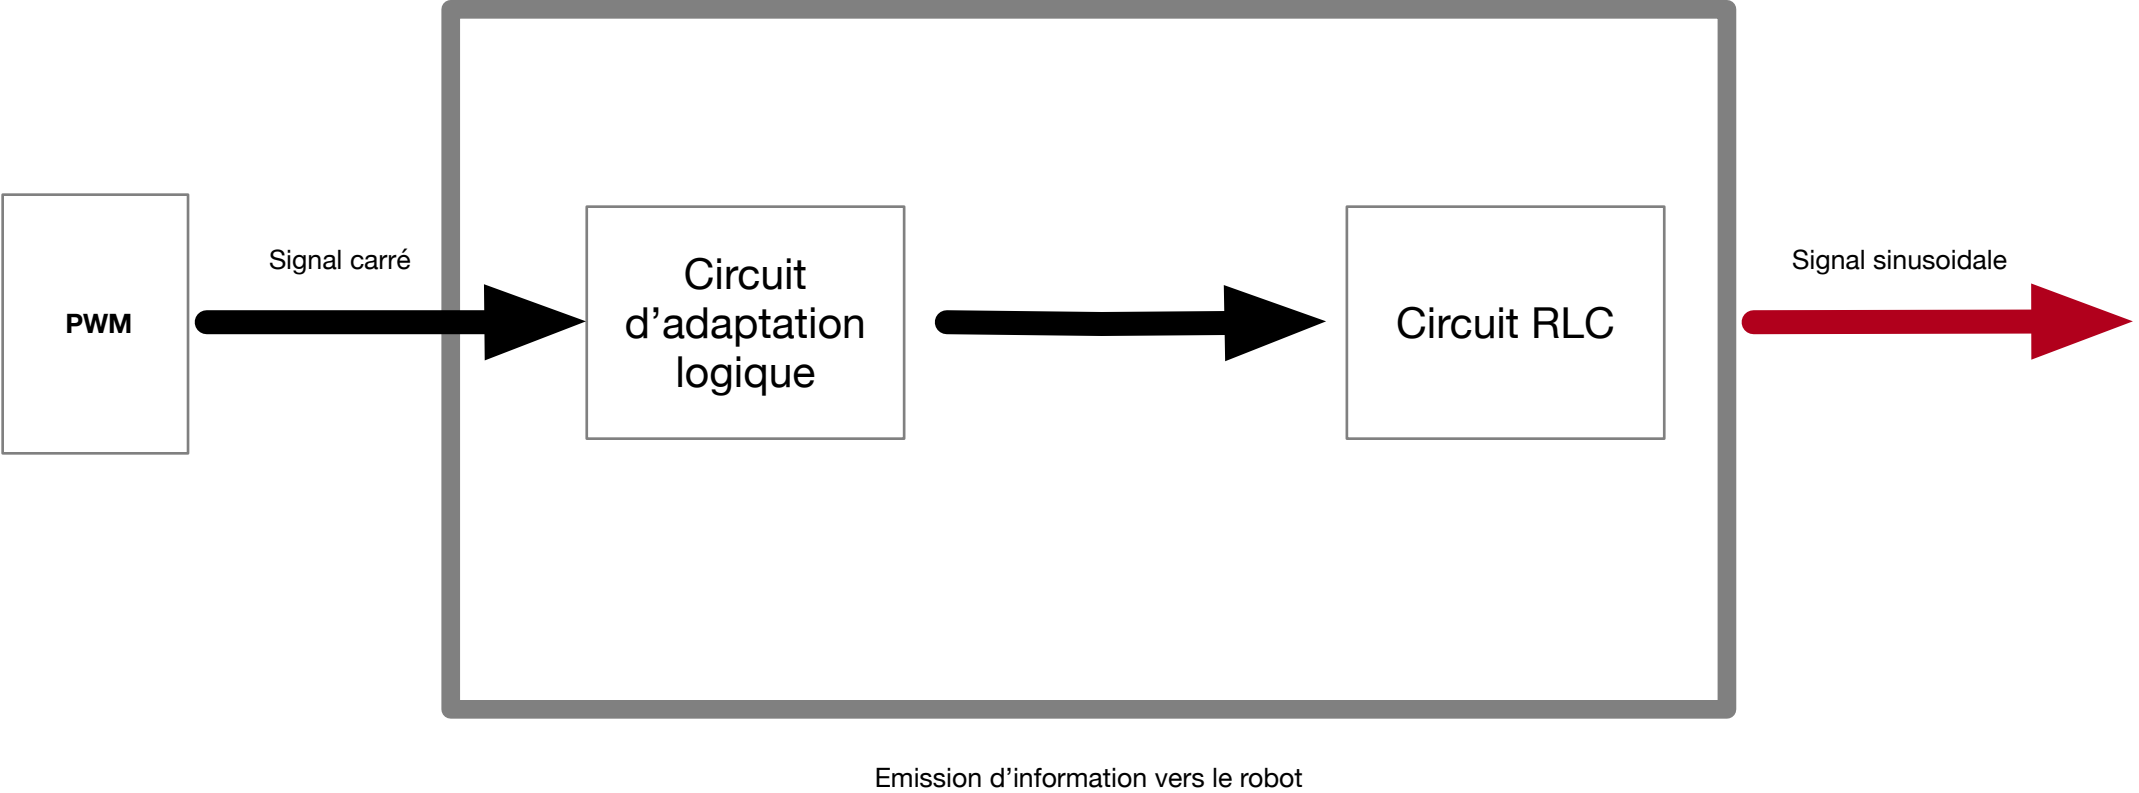 Signal carré
Signal sinusoidale
PWM
Circuit
d’adaptation
logique
Circuit RLC
Emission d’information vers le robot